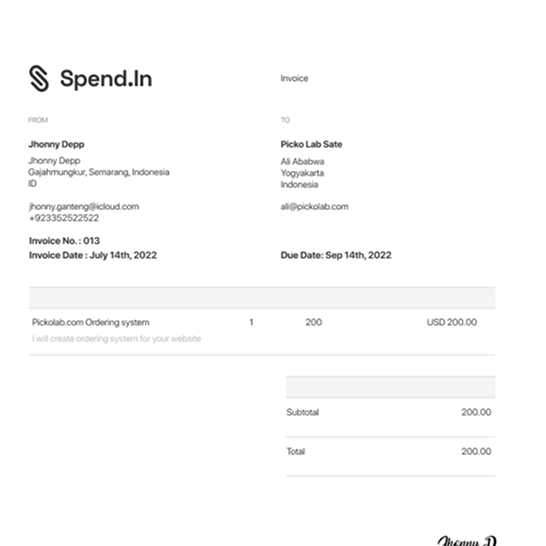 Spend.In
Invoice
FROM
TO
Jhonny Depp
Picko Lab Sate
Jhonny Depp
Ali Ababwa
Gajahmungkur, Semarang, Indonesia
Yogyakarta
ID
Indonesia
jhonny.ganteng@icloud.com
ali@pickolab.com
+923352522522
Invoice No. : 013
Invoice Date : July 14th, 2022
Due Date: Sep 14th, 2022
Pickolab.com Ordering system 1 200 USD 200.00
I will create ordering system for your website
Subtotal 200.00
Total 200.00
Jhonny D